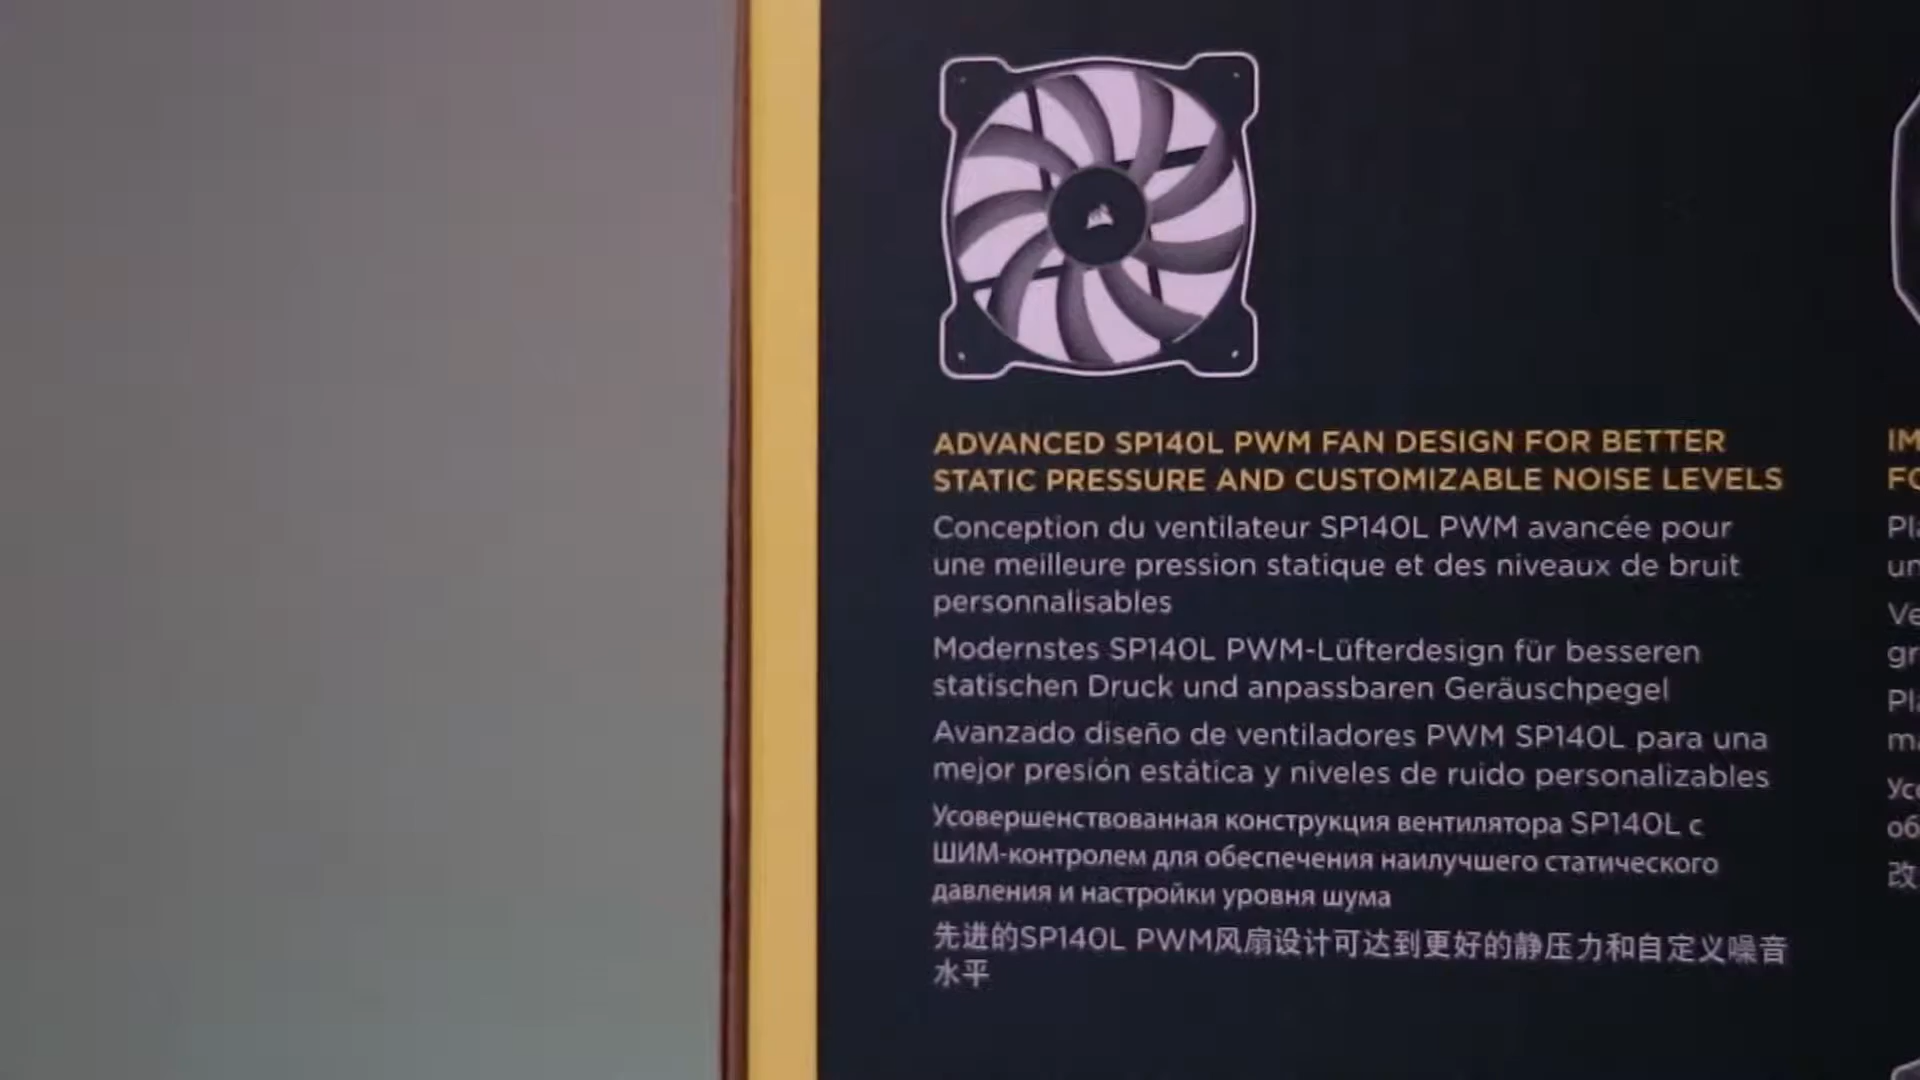 ADVANCED SP140L PWM FAN DESIGN FOR BETTER
STATIC PRESSURE AND CUSTOMIZABLE NOISE LEVELS
Conception du ventilateur SP140L PWM avancée pour
une meilleure pression statique et des niveaux de bruit
personnalisables
Modernstes SP140L PWM-Lüfterdesign für besseren
statischen Druck und anpassbaren Geräuschpegel
Avanzado diseño de ventiladores PWM SP140L para una
mejor presión estática y niveles de ruido personalizables
Усовершенствованная конструкция вентилятора SP140L с
ШИМ-контролем для обеспечения наилучшего статического
давления и настройки уровня шума
先进的SP140L PWM风扇设计可达到更好的静压力和自定义噪音
水平